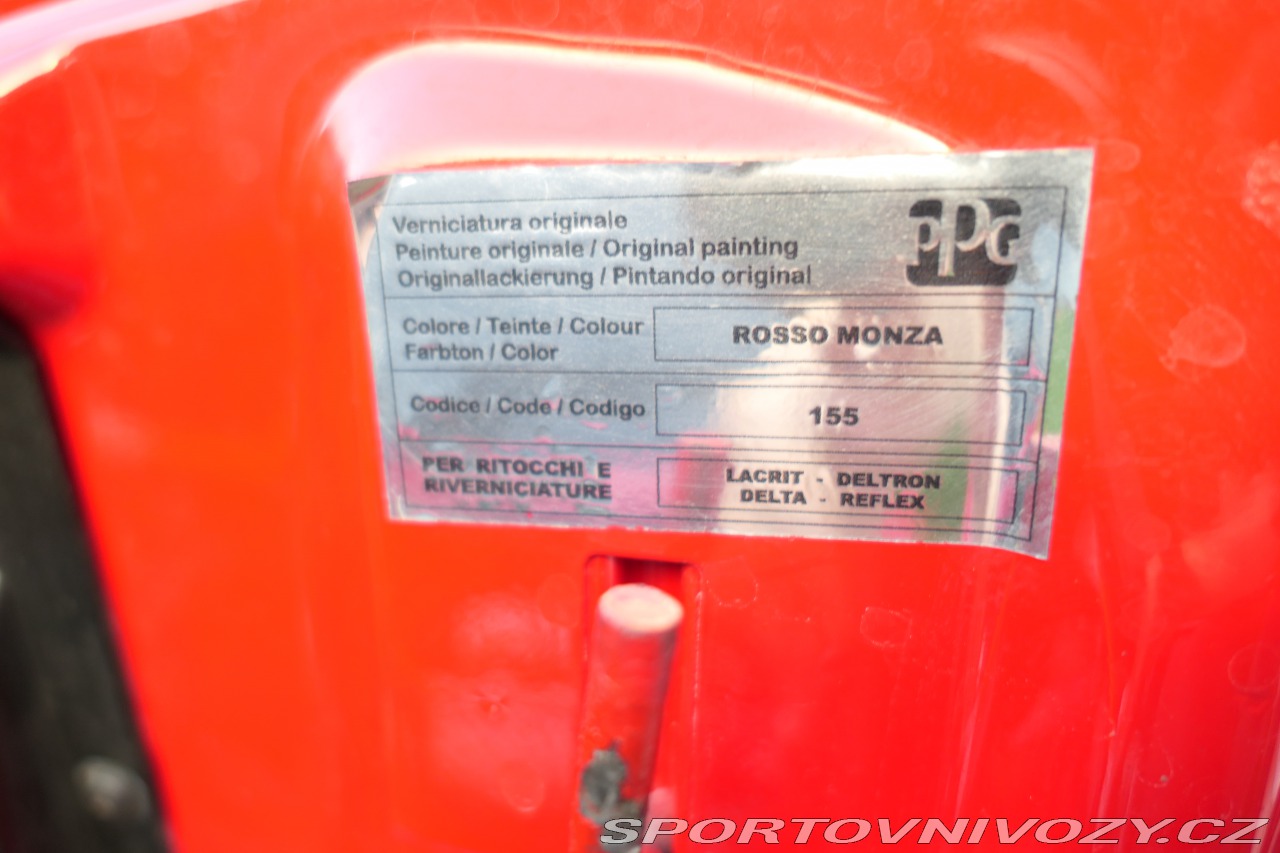 Verniciatura originale
Peinture originale / Original painting
Originallackierung / Pintando original
PPG
Colore / Teinte / Colour
Farbton / Color
ROSSO MONZA
Codice / Code / Codigo
155
PER RITOCCHI E
RIVERNICIATURE
LACRIT - DELTRON
DELTA - REFLEX
SPORTOVNIVOZY.CZ